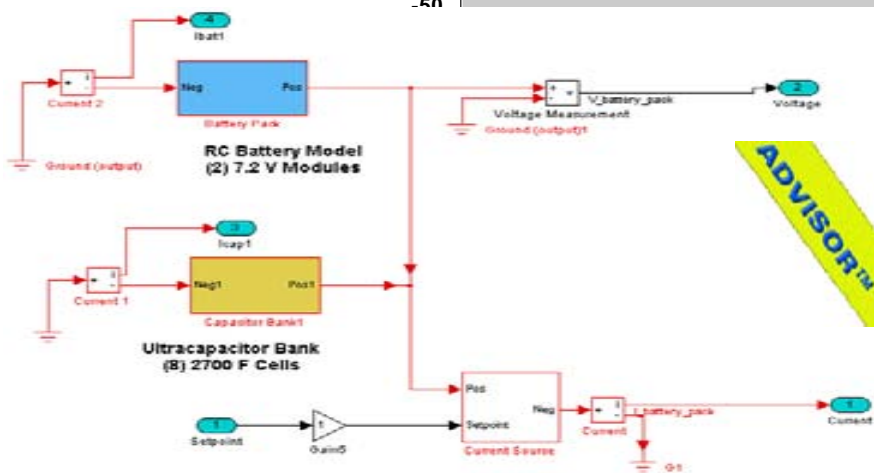 -50
4
Ibat1
Current 2
Neg
Pos
Battery Pack
Ground (output)
RC Battery Model
(2) 7.2 V Modules
V_battery_pack
Voltage Measurement
Ground (output)1
2
Voltage
ADVISOR™
3
Icap1
Current 1
Neg1
Pos1
Capacitor Bank1
Ultracapacitor Bank
(8) 2700 F Cells
1
Setpoint
1
Gain5
Pos
Setpoint
Neg
Current Source
i
Current
I_battery_pack
G1
1
Current